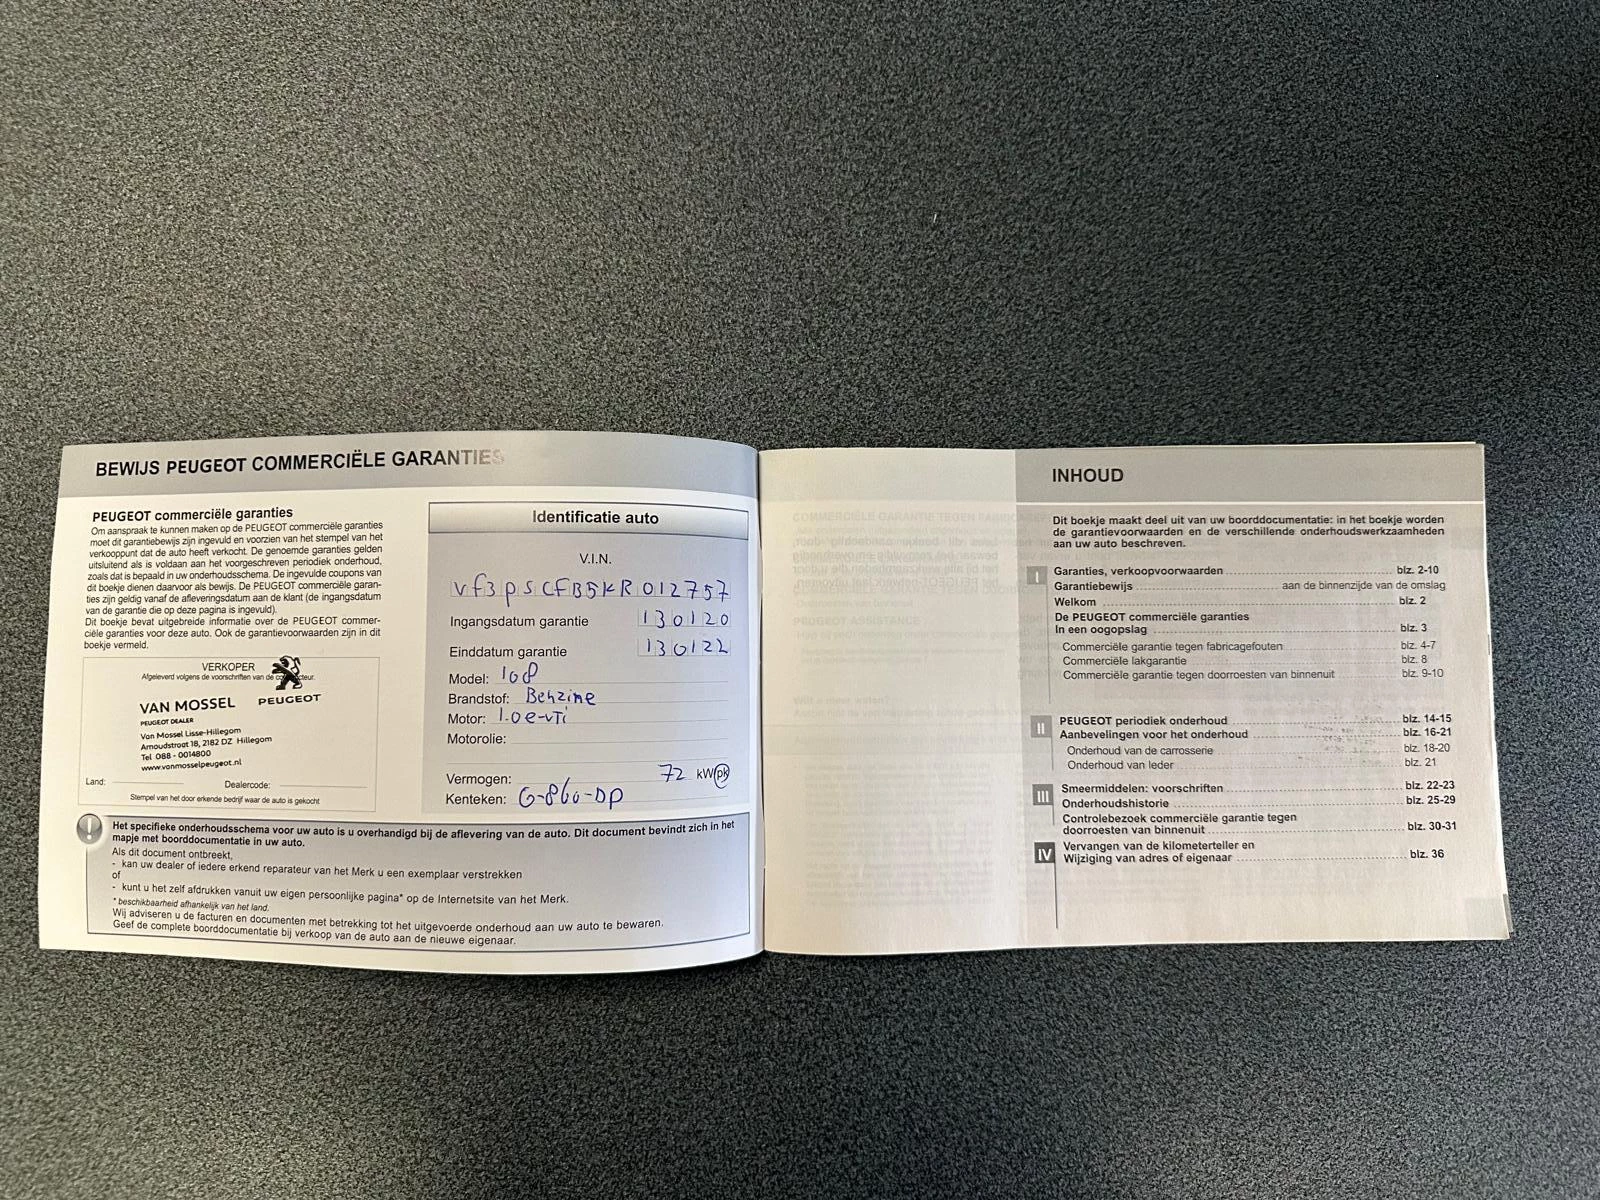 BEWIJS PEUGEOT COMMERCIËLE GARANTIES
PEUGEOT commerciële garanties
Om aanspraak te kunnen maken op de PEUGEOT commerciële garanties
moet dit garantiebewijs zijn ingevuld en voorzien van het stempel van het
verkooppunt dat de auto heeft verkocht. De genoemde garanties gelden
uitsluitend als is voldaan aan het voorgeschreven periodiek onderhoud,
zoals dat is bepaald in uw onderhoudsschema. De ingevulde coupons van
dit boekje dienen daarvoor als bewijs. De PEUGEOT commerciële garan-
ties zijn geldig vanaf de afleveringsdatum aan de klant (de ingangsdatum
van de garantie die op deze pagina is ingevuld).
Dit boekje bevat uitgebreide informatie over de PEUGEOT commer-
ciële garanties voor deze auto. Ook de garantievoorwaarden zijn in dit
boekje vermeld.
VERKOPER
Afgeleverd volgens de voorschriften van de
PEUGEOT
VAN MOSSEL
PEUGEOT DEALER
Van Mossel Lisse-Hillegom
Arnoudstraat 18, 2182 DZ Hillegom
Tel 088 - 0014800
www.vanmosselpeugeot.nl
Land:
Dealercode:
Stempel van het door erkende bedrijf waar de auto is gekocht
Identificatie auto
V.I.N.
Vf3pSCFB5KR012757
Ingangsdatum garantie 130120
Einddatum garantie 130122
Model: 108
Brandstof: Benzine
Motor: 1.0 e-VTi
Motorolie:
Vermogen: 72 kW/pk
Kenteken: G-860-DP
Het specifieke onderhoudsschema voor uw auto is u overhandigd bij de aflevering van de auto. Dit document bevindt zich in het
mapje met boorddocumentatie in uw auto.
Als dit document ontbreekt,
- kan uw dealer of iedere erkend reparateur van het Merk u een exemplaar verstrekken
of
- kunt u het zelf afdrukken vanuit uw eigen persoonlijke pagina* op de Internetsite van het Merk.
* beschikbaarheid afhankelijk van het land.
Wij adviseren u de facturen en documenten met betrekking tot het uitgevoerde onderhoud aan uw auto te bewaren.
Geef de complete boorddocumentatie bij verkoop van de auto aan de nieuwe eigenaar.
INHOUD
Dit boekje maakt deel uit van uw boorddocumentatie: in het boekje worden
de garantievoorwaarden en de verschillende onderhoudswerkzaamheden
aan uw auto beschreven.
I
Garanties, verkoopvoorwaarden blz. 2-10
Garantiebewijs aan de binnenzijde van de omslag
Welkom blz. 2
De PEUGEOT commerciële garanties
In een oogopslag blz. 3
Commerciële garantie tegen fabricagefouten blz. 4-7
Commerciële lakgarantie blz. 8
Commerciële garantie tegen doorroesten van binnenuit blz. 9-10
II
PEUGEOT periodiek onderhoud blz. 14-15
Aanbevelingen voor het onderhoud blz. 16-21
Onderhoud van de carrosserie blz. 18-20
Onderhoud van leder blz. 21
III
Smeermiddelen: voorschriften blz. 22-23
Onderhoudshistorie blz. 25-29
Controlebezoek commerciële garantie tegen
doorroesten van binnenuit blz. 30-31
IV
Vervangen van de kilometerteller en
Wijziging van adres of eigenaar blz. 36